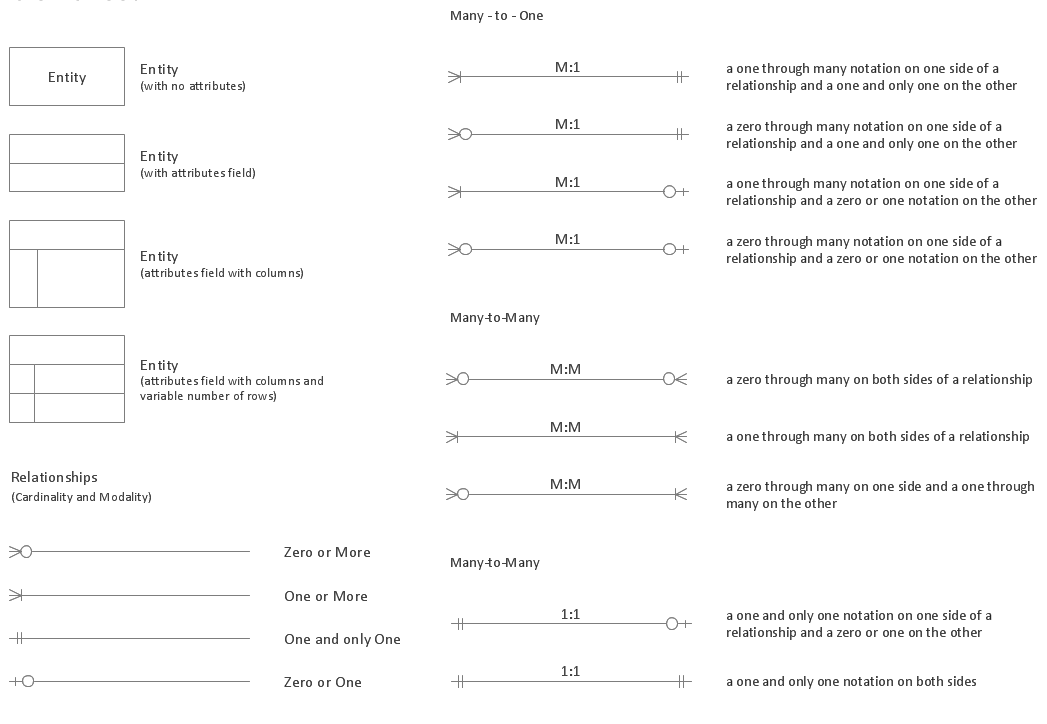 Entity
Entity
(with no attributes)
Entity
(with attributes field)
Entity
(attributes field with columns)
Entity
(attributes field with columns and
variable number of rows)
Relationships
(Cardinality and Modality)
Zero or More
One or More
One and only One
Zero or One
Many - to - One
M:1
a one through many notation on one side of a
relationship and a one and only one on the other
M:1
a zero through many notation on one side of a
relationship and a one and only one on the other
M:1
a one through many notation on one side of a
relationship and a zero or one notation on the other
M:1
a zero through many notation on one side of a
relationship and a zero or one notation on the other
Many-to-Many
M:M
a zero through many on both sides of a relationship
M:M
a one through many on both sides of a relationship
M:M
a zero through many on one side and a one through
many on the other
Many-to-Many
1:1
a one and only one notation on one side of a
relationship and a zero or one on the other
1:1
a one and only one notation on both sides